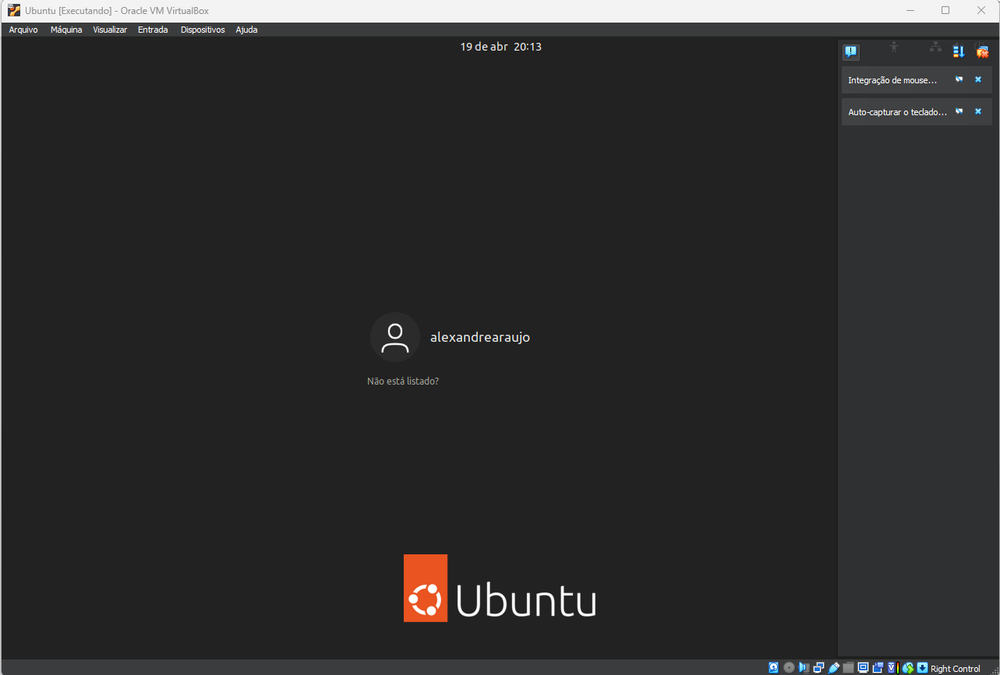 Ubuntu [Executando] - Oracle VM VirtualBox
Arquivo Máquina Visualizar Entrada Dispositivos Ajuda
19 de abr 20:13
Integração de mouse...
Auto-capturar o teclado...
alexandrearaujo
Não está listado?
Ubuntu
Right Control